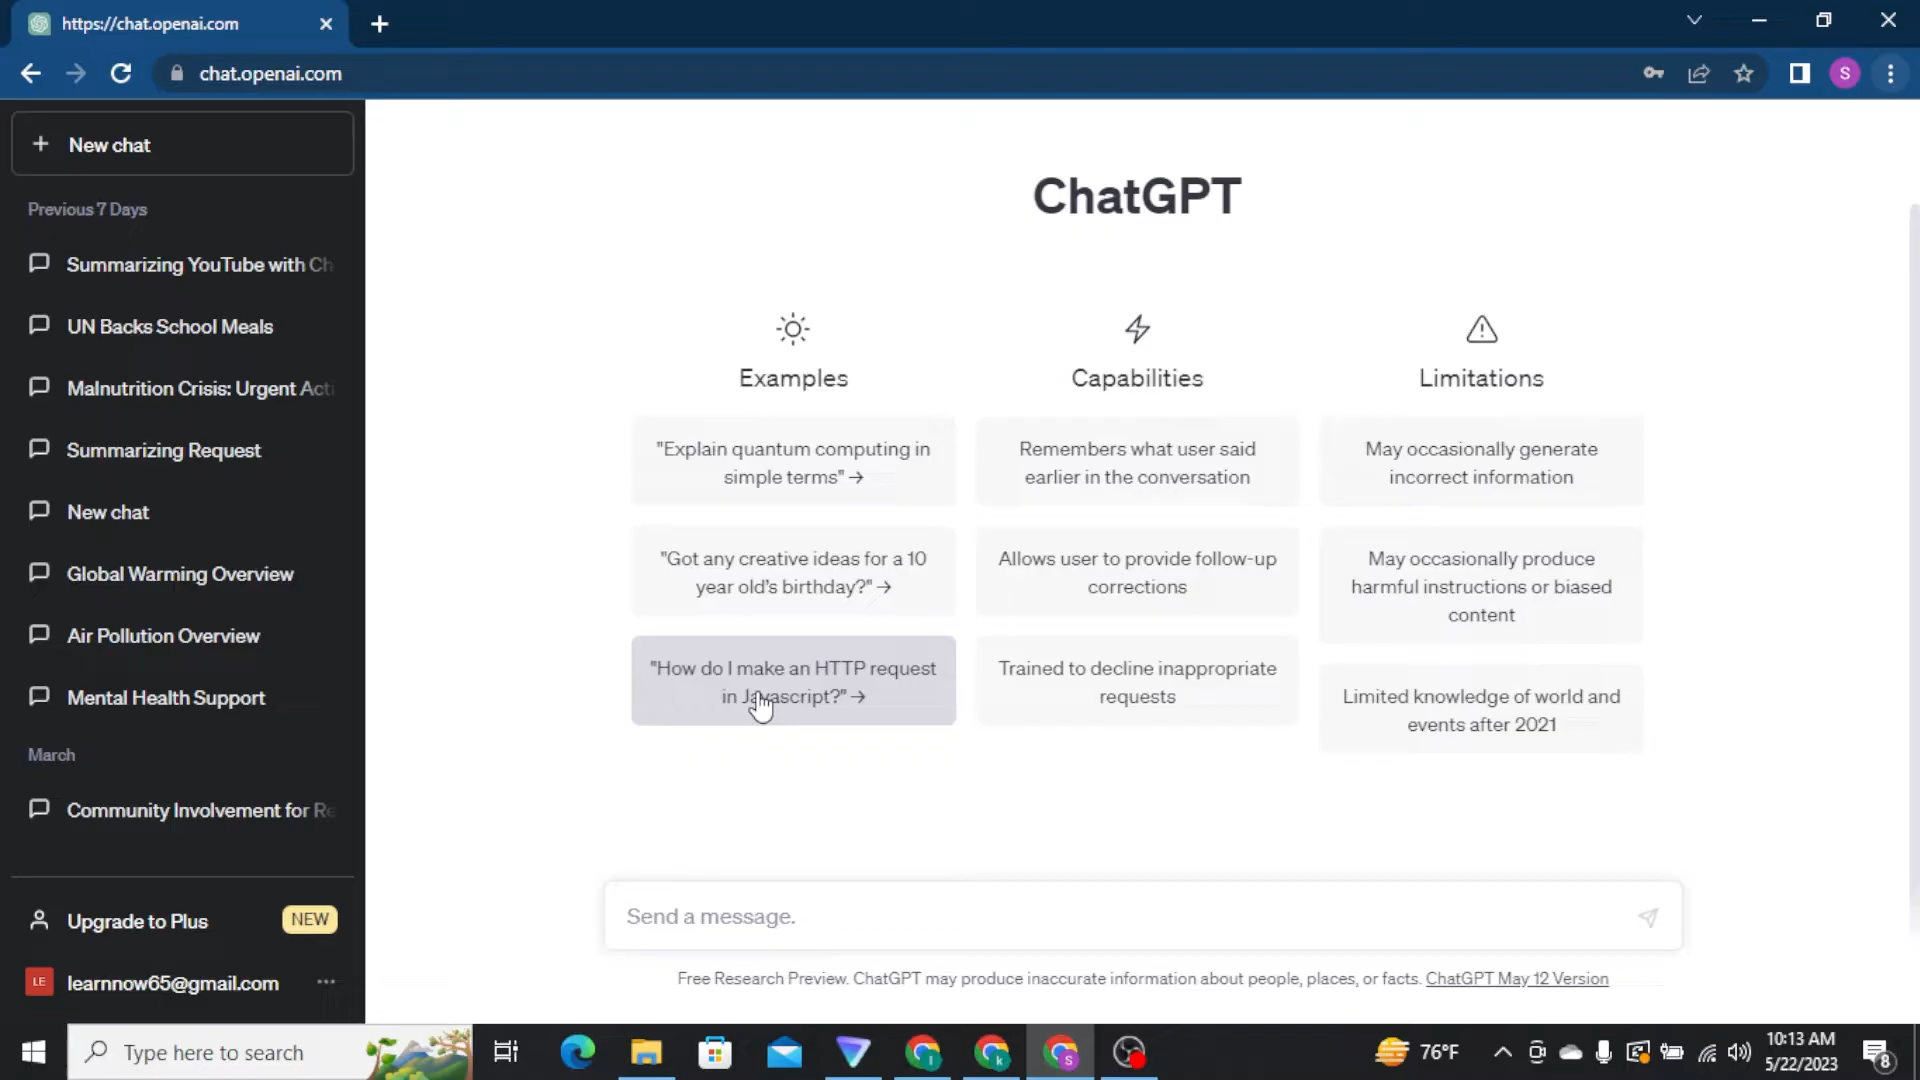 https://chat.openai.com
chat.openai.com
S
New chat
Previous 7 Days
Summarizing YouTube with Ch
UN Backs School Meals
Malnutrition Crisis: Urgent Acti
Summarizing Request
New chat
Global Warming Overview
Air Pollution Overview
Mental Health Support
March
Community Involvement for Re
Upgrade to Plus
NEW
LE
learnnow65@gmail.com
ChatGPT
Examples
"Explain quantum computing in
simple terms" →
"Got any creative ideas for a 10
year old's birthday?" →
"How do I make an HTTP request
in Javascript?" →
Capabilities
Remembers what user said
earlier in the conversation
Allows user to provide follow-up
corrections
Trained to decline inappropriate
requests
Limitations
May occasionally generate
incorrect information
May occasionally produce
harmful instructions or biased
content
Limited knowledge of world and
events after 2021
Send a message.
Free Research Preview. ChatGPT may produce inaccurate information about people, places, or facts. ChatGPT May 12 Version
Type here to search
I
k
S
76°F
10:13 AM
5/22/2023
8